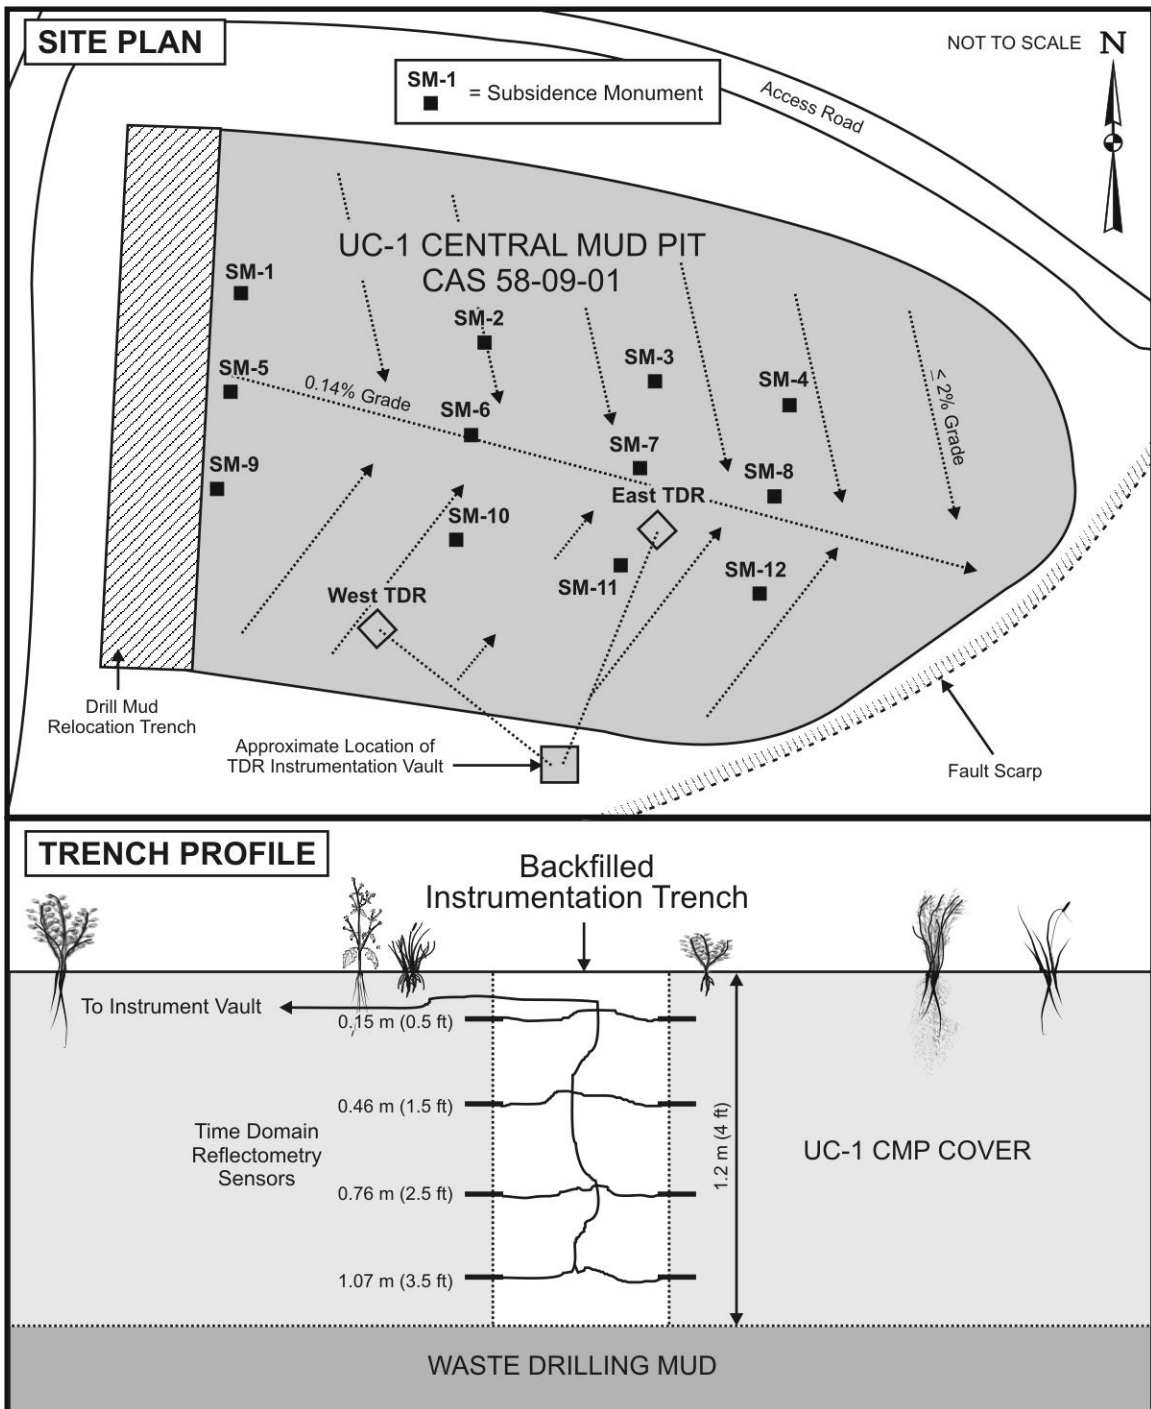 SITE PLAN
NOT TO SCALE N
SM-1
= Subsidence Monument
Access Road
UC-1 CENTRAL MUD PIT
CAS 58-09-01
SM-1
SM-2
SM-3
SM-4
SM-5
0.14% Grade
SM-6
SM-7
SM-8
< 2% Grade
SM-9
East TDR
SM-10
SM-11
SM-12
West TDR
Drill Mud
Relocation Trench
Approximate Location of
TDR Instrumentation Vault
Fault Scarp
TRENCH PROFILE
Backfilled
Instrumentation Trench
To Instrument Vault
0.15 m (0.5 ft)
0.46 m (1.5 ft)
Time Domain
Reflectometry
Sensors
0.76 m (2.5 ft)
1.07 m (3.5 ft)
1.2 m (4 ft)
UC-1 CMP COVER
WASTE DRILLING MUD